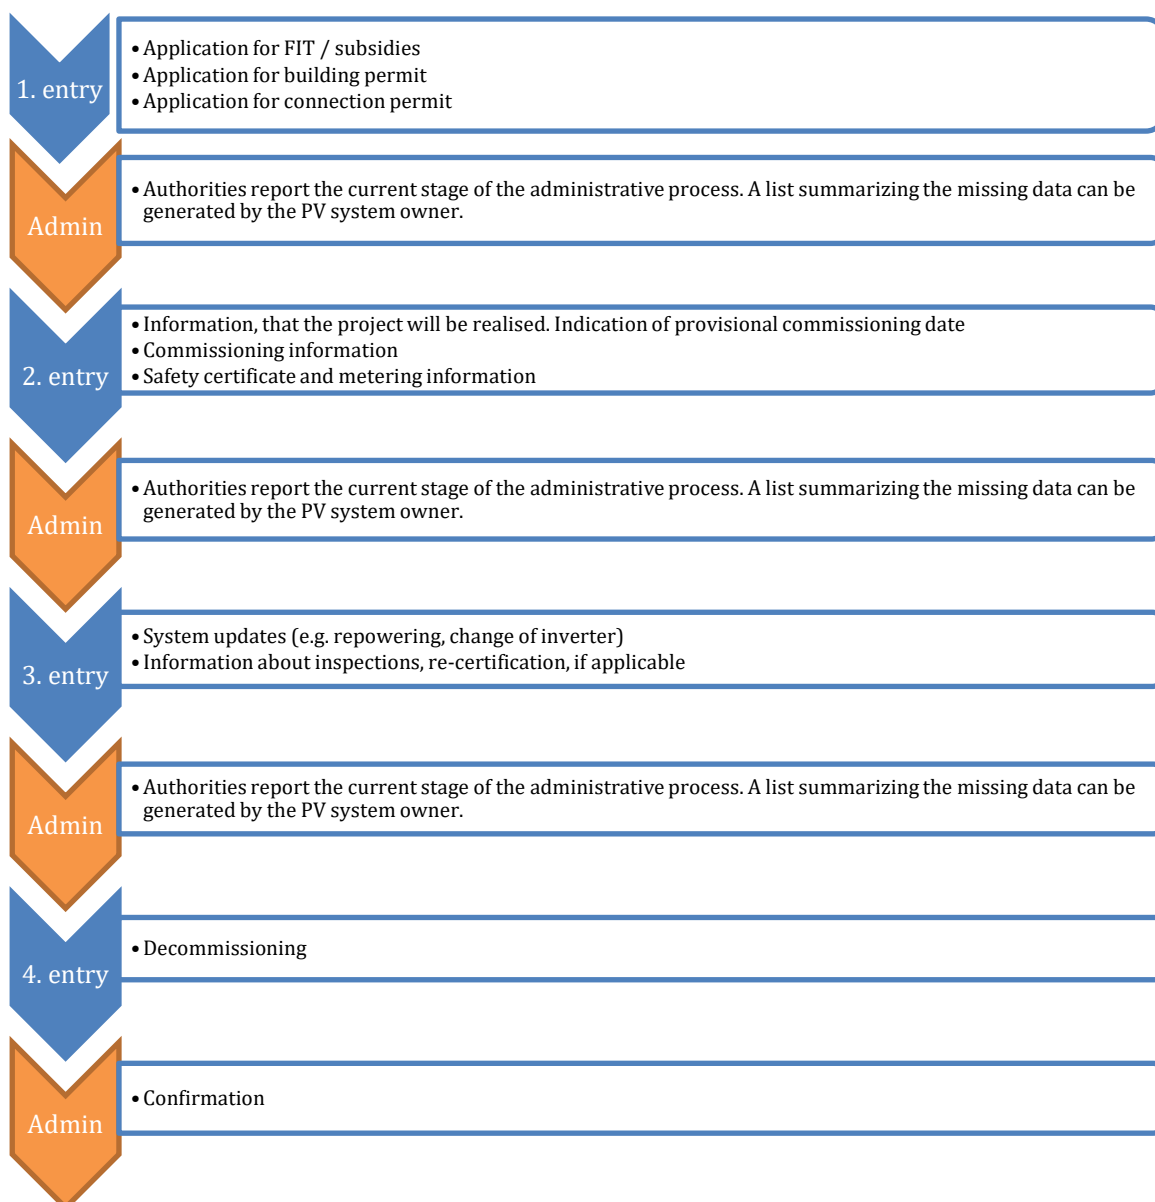 1. entry
• Application for FIT / subsidies
• Application for building permit
• Application for connection permit
Admin
• Authorities report the current stage of the administrative process. A list summarizing the missing data can be
generated by the PV system owner.
2. entry
• Information, that the project will be realised. Indication of provisional commissioning date
• Commissioning information
• Safety certificate and metering information
Admin
• Authorities report the current stage of the administrative process. A list summarizing the missing data can be
generated by the PV system owner.
3. entry
• System updates (e.g. repowering, change of inverter)
• Information about inspections, re-certification, if applicable
Admin
• Authorities report the current stage of the administrative process. A list summarizing the missing data can be
generated by the PV system owner.
4. entry
• Decommissioning
Admin
• Confirmation